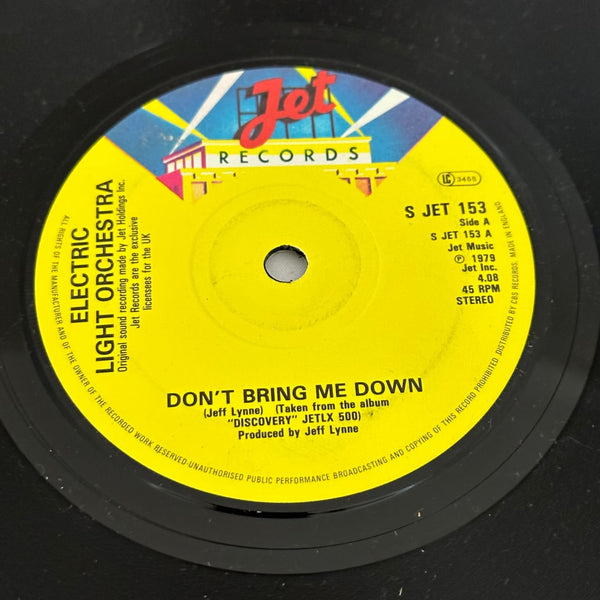 Jet
RECORDS
LC 3455
S JET 153
Side A
S JET 153 A
Jet Music
℗ 1979
Jet Inc.
4.08
45 RPM
STEREO
ELECTRIC
LIGHT ORCHESTRA
Original sound recording made by Jet Holdings Inc.
Jet Records are the exclusive
licensees for the UK
DON'T BRING ME DOWN
(Jeff Lynne) (Taken from the album
"DISCOVERY" JETLX 500)
Produced by Jeff Lynne
ALL RIGHTS OF THE MANUFACTURER AND OF THE OWNER OF THE RECORDED WORK RESERVED·UNAUTHORISED PUBLIC PERFORMANCE BROADCASTING AND COPYING OF THIS RECORD PROHIBITED. DISTRIBUTED BY CBS RECORDS. MADE IN ENGLAND